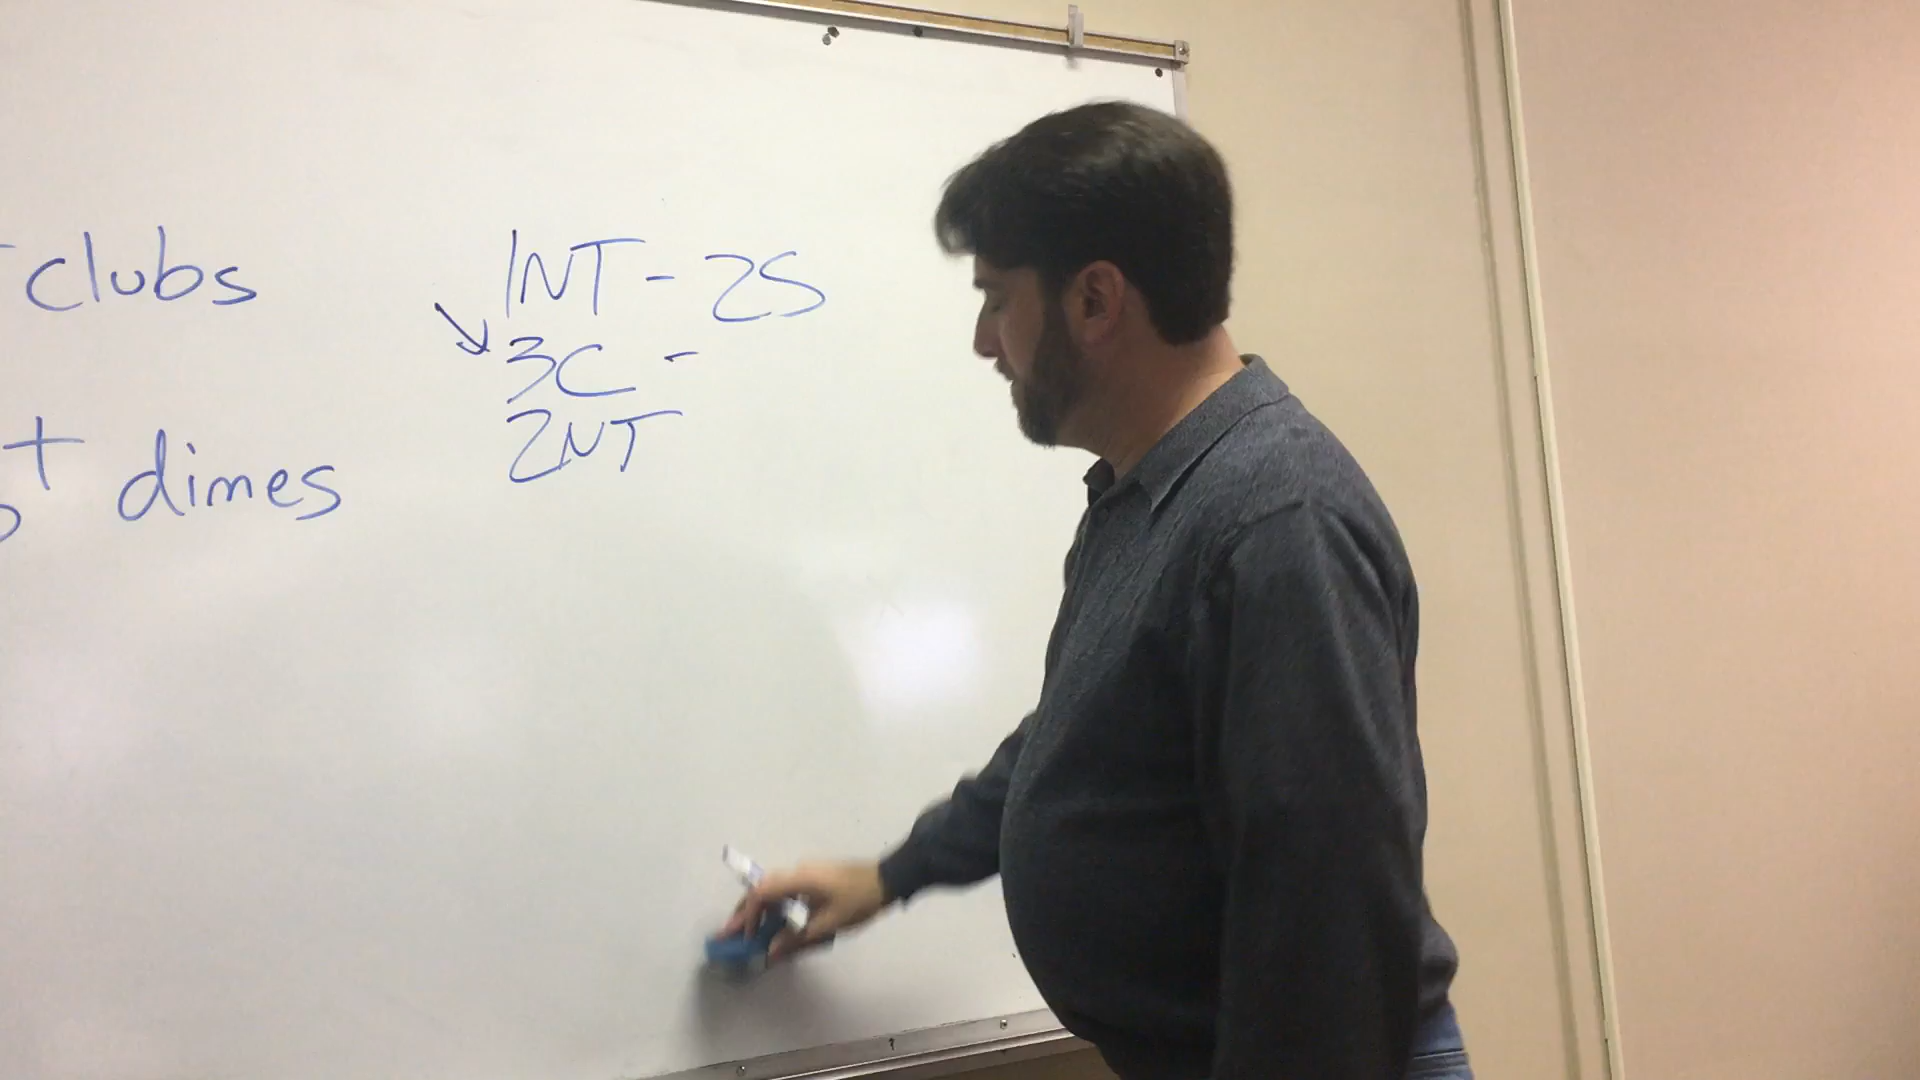 clubs
1NT - 2S
3C -
2NT
+ dimes